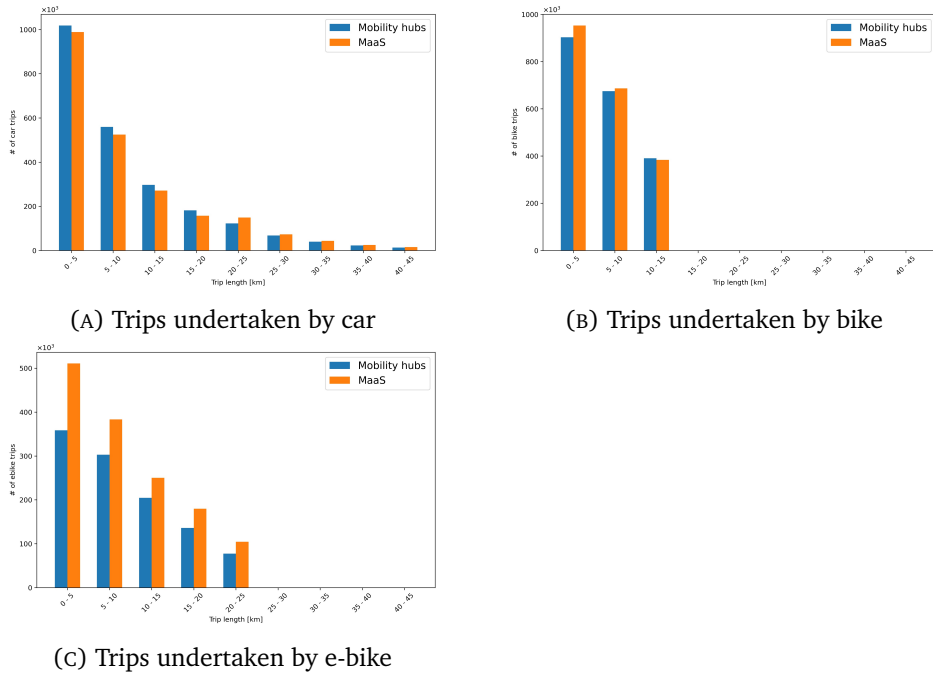 ×10³
1000
800
600
400
200
0
# of car trips
Mobility hubs
MaaS
0 - 5
5 - 10
10 - 15
15 - 20
20 - 25
25 - 30
30 - 35
35 - 40
40 - 45
Trip length [km]
(A) Trips undertaken by car
×10³
1000
800
600
400
200
0
# of bike trips
Mobility hubs
MaaS
0 - 5
5 - 10
10 - 15
15 - 20
20 - 25
25 - 30
30 - 35
35 - 40
40 - 45
Trip length [km]
(B) Trips undertaken by bike
×10³
500
400
300
200
100
0
# of ebike trips
Mobility hubs
MaaS
0 - 5
5 - 10
10 - 15
15 - 20
20 - 25
25 - 30
30 - 35
35 - 40
40 - 45
Trip length [km]
(C) Trips undertaken by e-bike